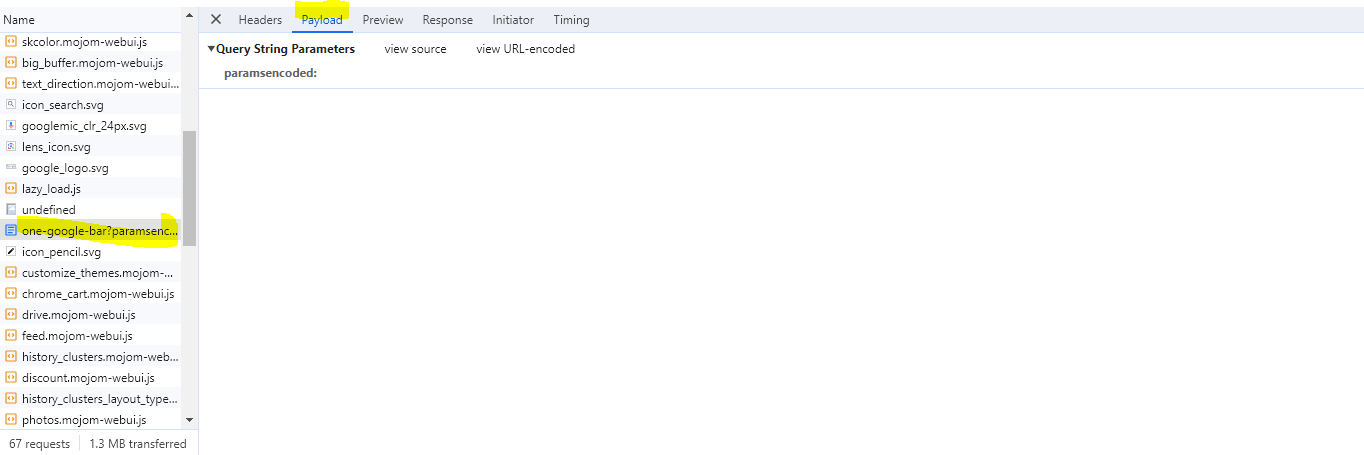 Name
skcolor.mojom-webui.js
big_buffer.mojom-webui.js
text_direction.mojom-webui...
icon_search.svg
googlemic_clr_24px.svg
lens_icon.svg
google_logo.svg
lazy_load.js
undefined
one-google-bar?paramsenc...
icon_pencil.svg
customize_themes.mojom-...
chrome_cart.mojom-webui.js
drive.mojom-webui.js
feed.mojom-webui.js
history_clusters.mojom-web...
discount.mojom-webui.js
history_clusters_layout_type...
photos.mojom-webui.js
67 requests 1.3 MB transferred
Headers Payload Preview Response Initiator Timing
Query String Parameters view source view URL-encoded
paramsencoded: